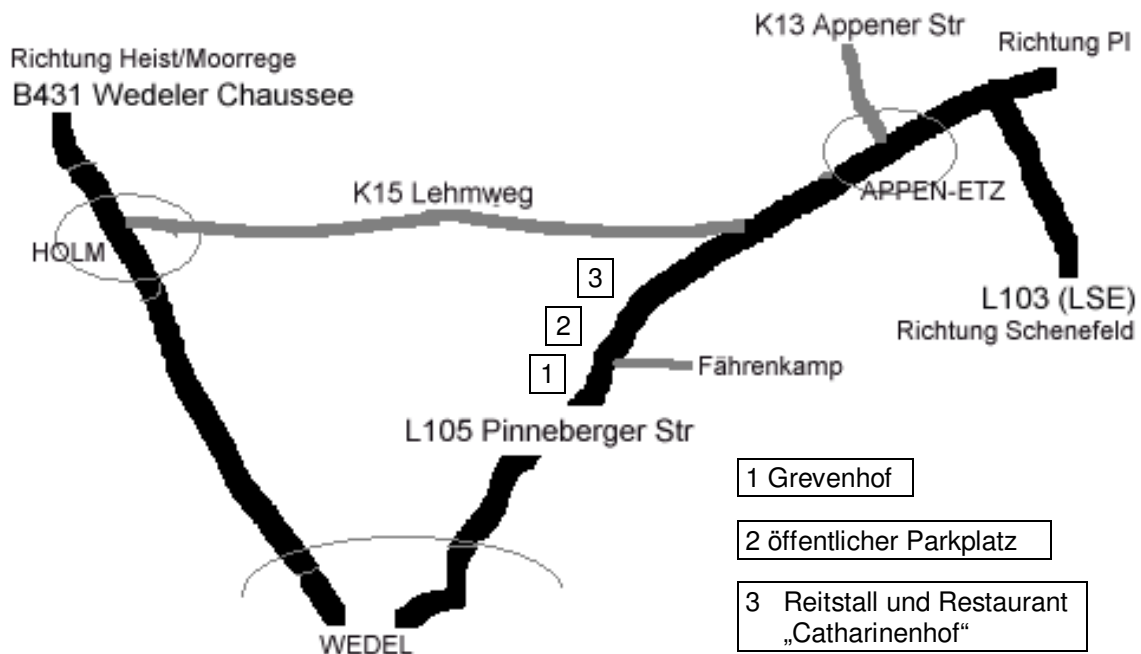 K13 Appener Str
Richtung PI
Richtung Heist/Moorrege
B431 Wedeler Chaussee
K15 Lehmweg
APPEN-ETZ
HOLM
3
L103 (LSE)
Richtung Schenefeld
2
1
Fährenkamp
L105 Pinneberger Str
1 Grevenhof
2 öffentlicher Parkplatz
3 Reitstall und Restaurant
„Catharinenhof“
WEDEL